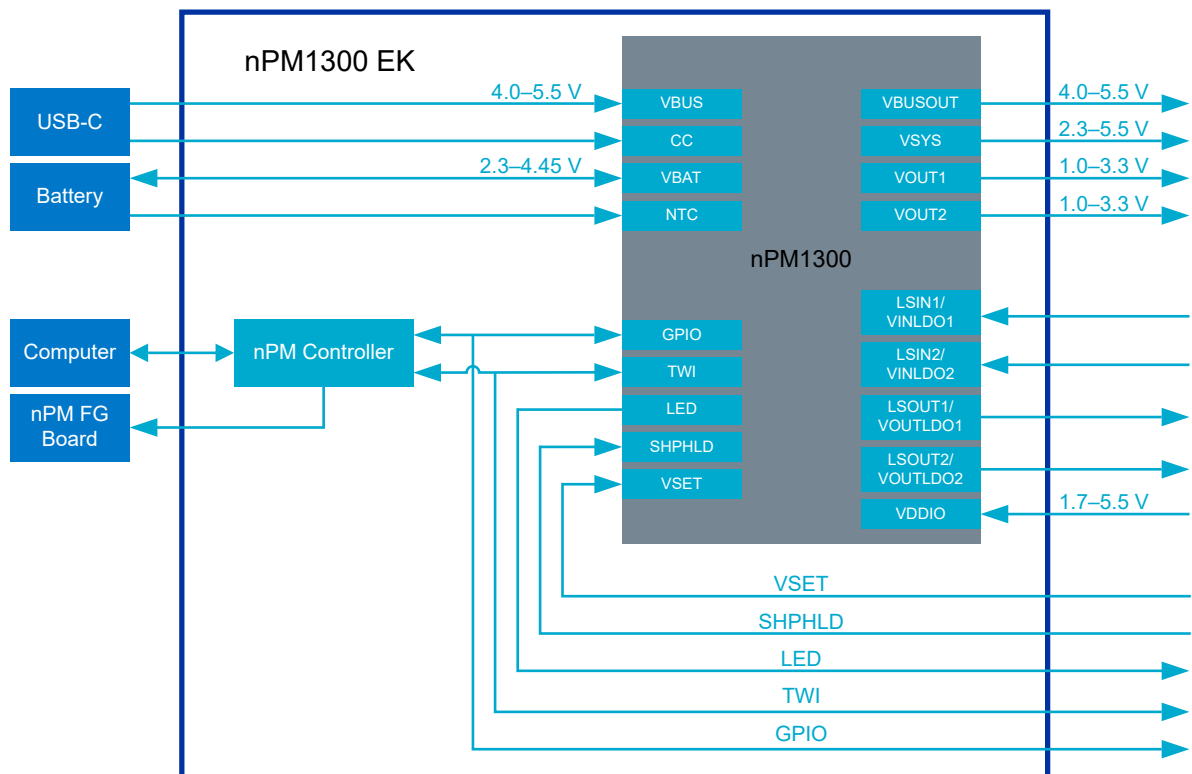 nPM1300 EK
4.0–5.5 V
4.0–5.5 V
USB-C
VBUS
VBUSOUT
2.3–5.5 V
CC
VSYS
2.3–4.45 V
1.0–3.3 V
Battery
VBAT
VOUT1
1.0–3.3 V
NTC
VOUT2
nPM1300
LSIN1/
VINLDO1
Computer
nPM Controller
GPIO
LSIN2/
VINLDO2
TWI
nPM FG
Board
LED
LSOUT1/
VOUTLDO1
SHPHLD
LSOUT2/
VOUTLDO2
VSET
1.7–5.5 V
VDDIO
VSET
SHPHLD
LED
TWI
GPIO